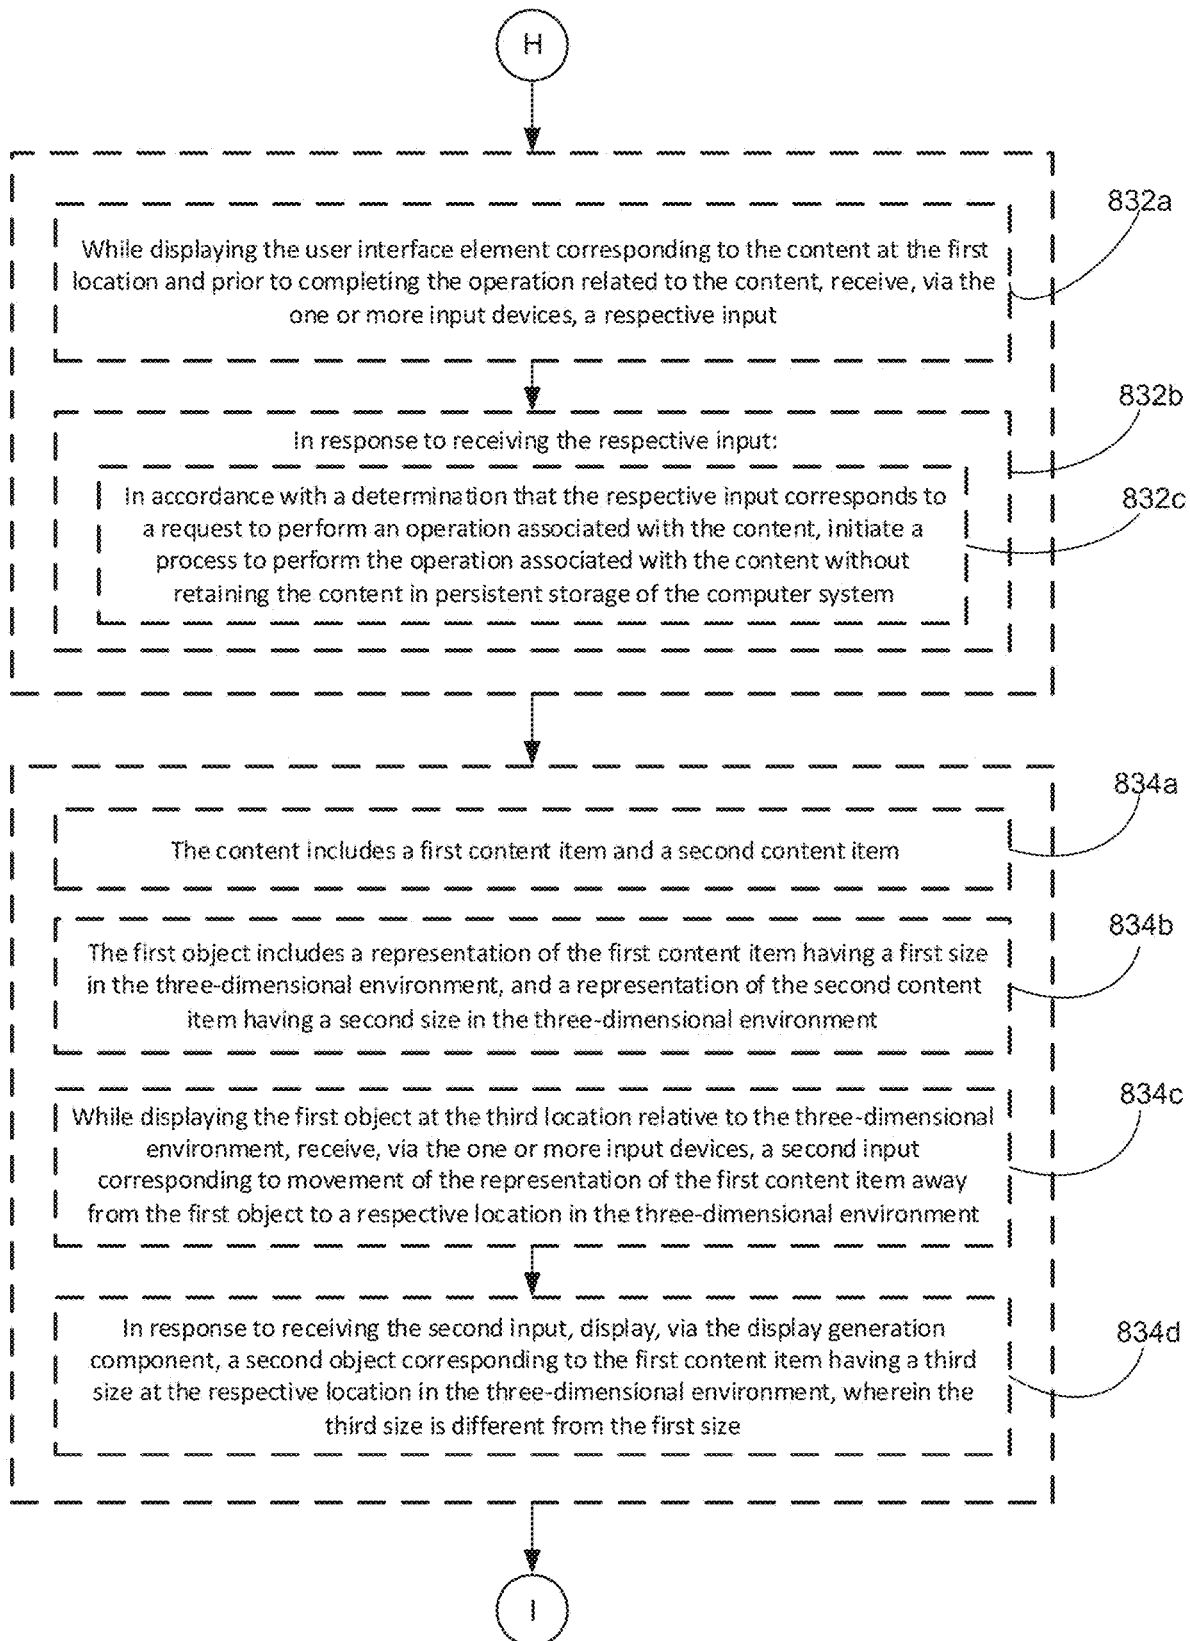 H
832a
While displaying the user interface element corresponding to the content at the first
location and prior to completing the operation related to the content, receive, via the
one or more input devices, a respective input
832b
In response to receiving the respective input:
832c
In accordance with a determination that the respective input corresponds to
a request to perform an operation associated with the content, initiate a
process to perform the operation associated with the content without
retaining the content in persistent storage of the computer system
834a
The content includes a first content item and a second content item
834b
The first object includes a representation of the first content item having a first size
in the three-dimensional environment, and a representation of the second content
item having a second size in the three-dimensional environment
834c
While displaying the first object at the third location relative to the three-dimensional
environment, receive, via the one or more input devices, a second input
corresponding to movement of the representation of the first content item away
from the first object to a respective location in the three-dimensional environment
834d
In response to receiving the second input, display, via the display generation
component, a second object corresponding to the first content item having a third
size at the respective location in the three-dimensional environment, wherein the
third size is different from the first size
I